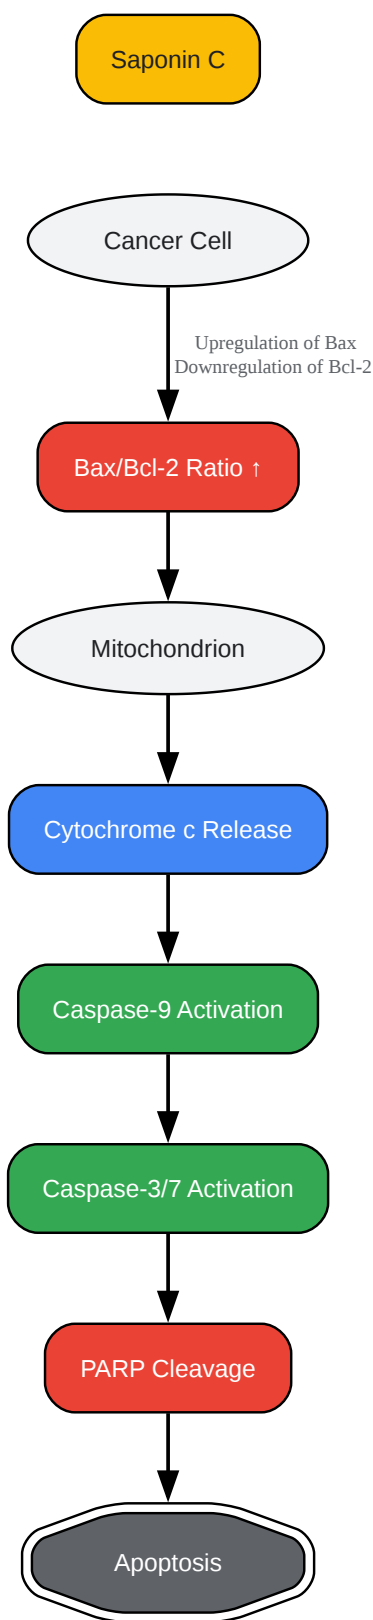 Saponin C
Cancer Cell
Upregulation of Bax
Downregulation of Bcl-2
Bax/Bcl-2 Ratio ↑
Mitochondrion
Cytochrome c Release
Caspase-9 Activation
Caspase-3/7 Activation
PARP Cleavage
Apoptosis